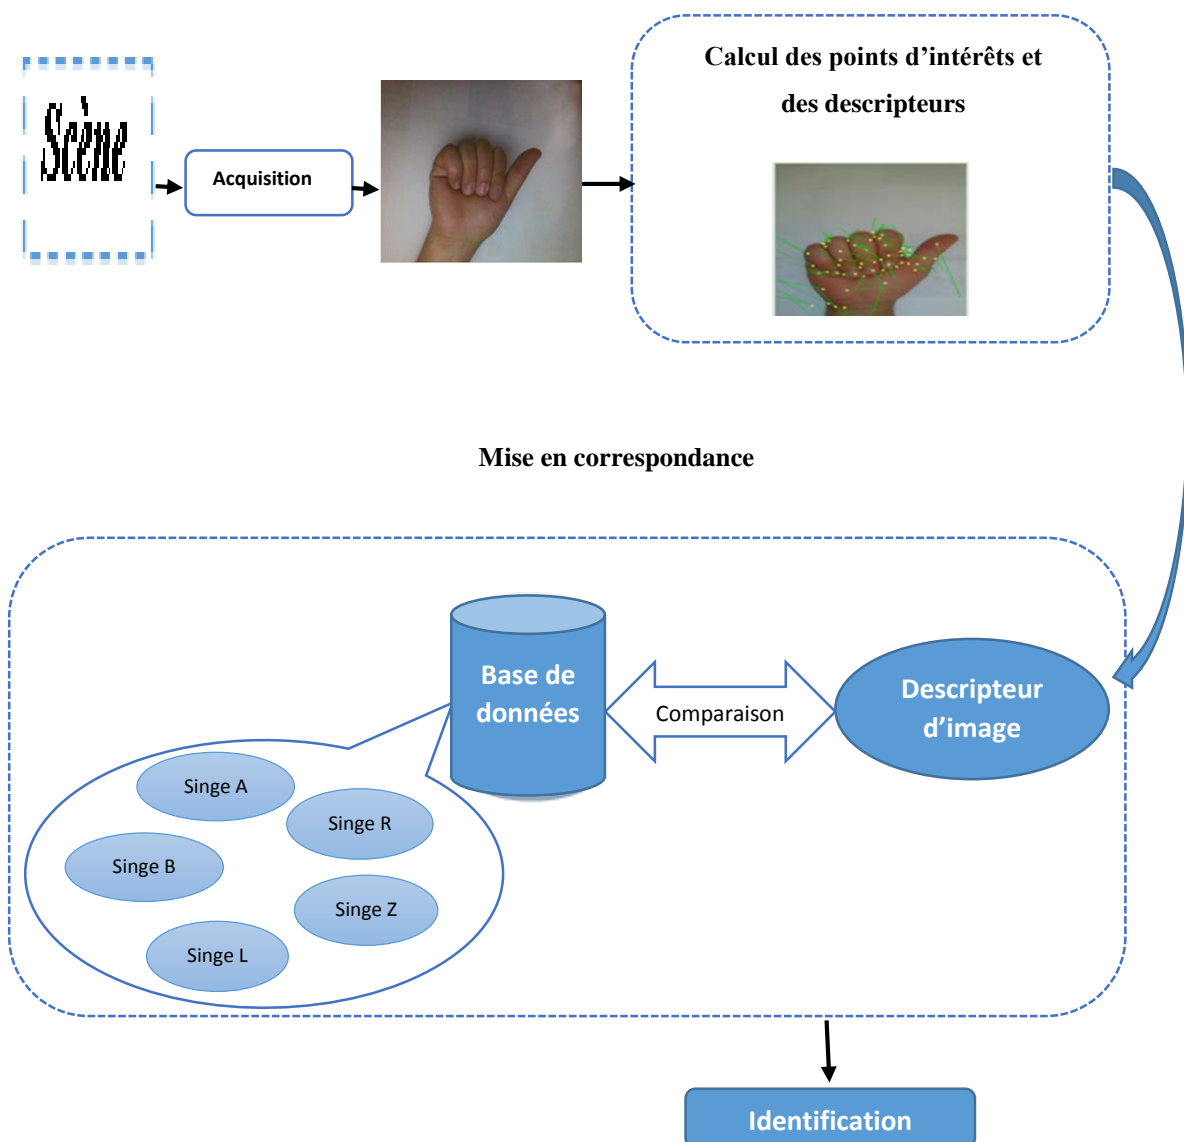 Scène
Acquisition
Calcul des points d’intérêts et
des descripteurs
Mise en correspondance
Base de
données
Comparaison
Descripteur
d’image
Singe A
Singe R
Singe B
Singe Z
Singe L
Identification